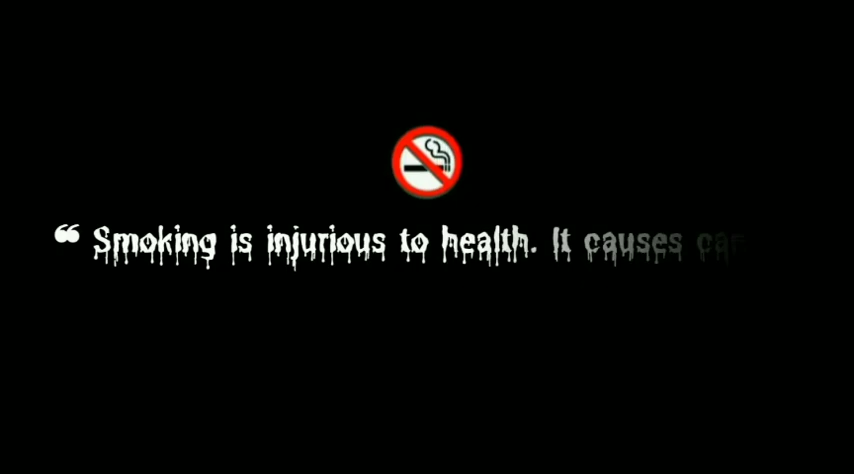 ❝ Smoking is injurious to health. It causes